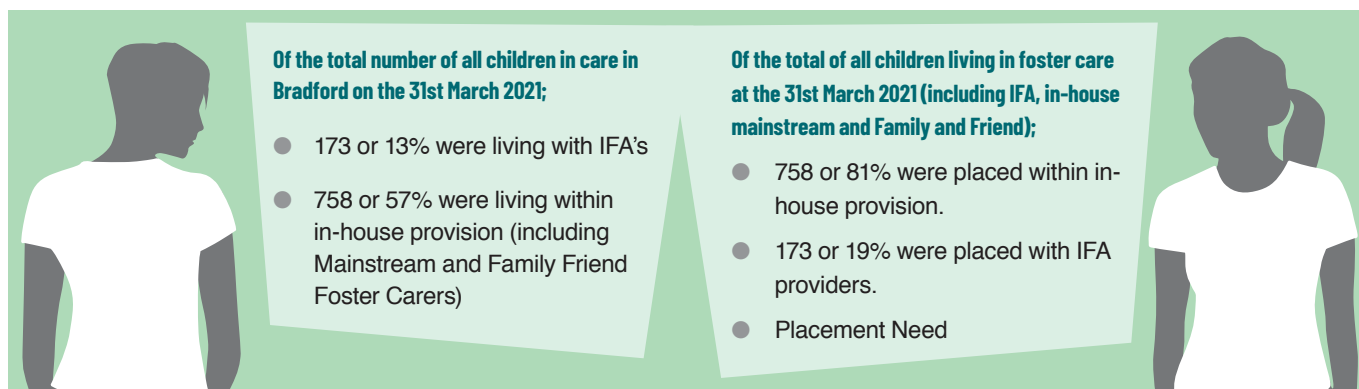 Of the total number of all children in care in
Bradford on the 31st March 2021;
173 or 13% were living with IFA's
758 or 57% were living within
in-house provision (including
Mainstream and Family Friend
Foster Carers)
Of the total of all children living in foster care
at the 31st March 2021 (including IFA, in-house
mainstream and Family and Friend);
758 or 81% were placed within in-
house provision.
173 or 19% were placed with IFA
providers.
Placement Need